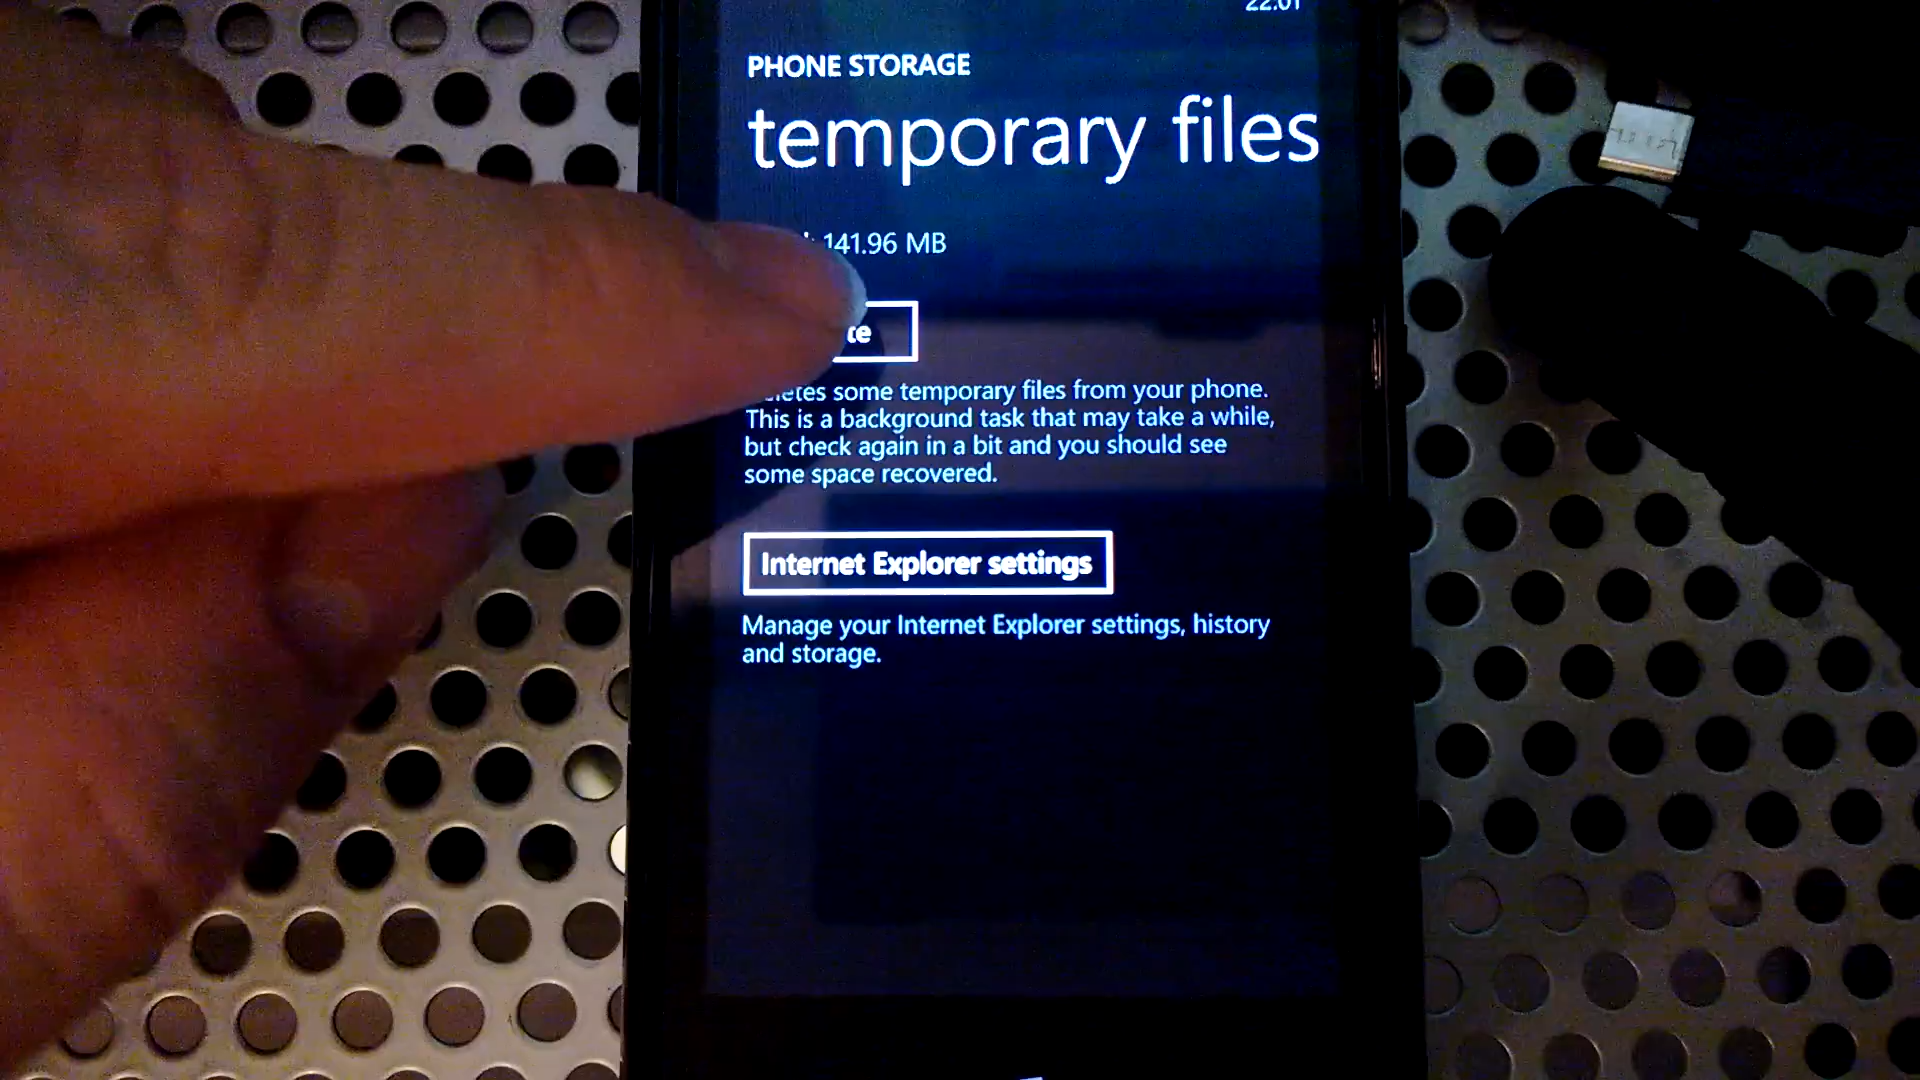 22:01
PHONE STORAGE
temporary files
141.96 MB
some temporary files from your phone.
This is a background task that may take a while,
but check again in a bit and you should see
some space recovered.
Internet Explorer settings
Manage your Internet Explorer settings, history
and storage.